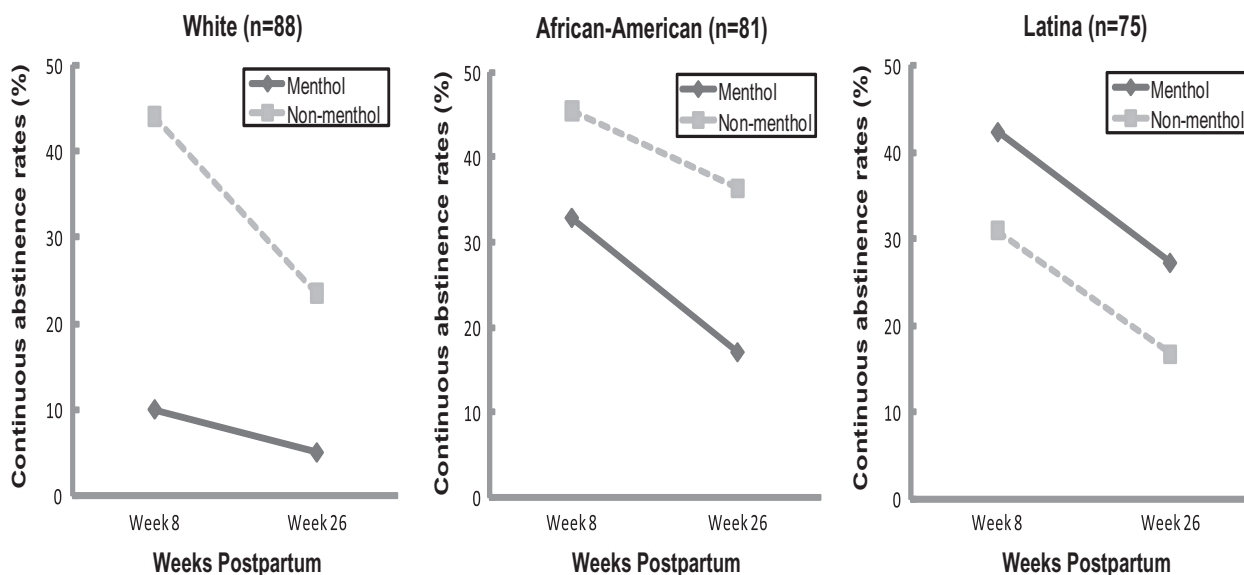 White (n=88)
Continuous abstinence rates (%)
50
40
30
20
10
0
Menthol
Non-menthol
Week 8
Week 26
Weeks Postpartum
African-American (n=81)
Continuous abstinence rates (%)
50
40
30
20
10
0
Menthol
Non-menthol
Week 8
Week 26
Weeks Postpartum
Latina (n=75)
Continuous abstinence rates (%)
50
40
30
20
10
0
Menthol
Non-menthol
Week 8
Week 26
Weeks Postpartum